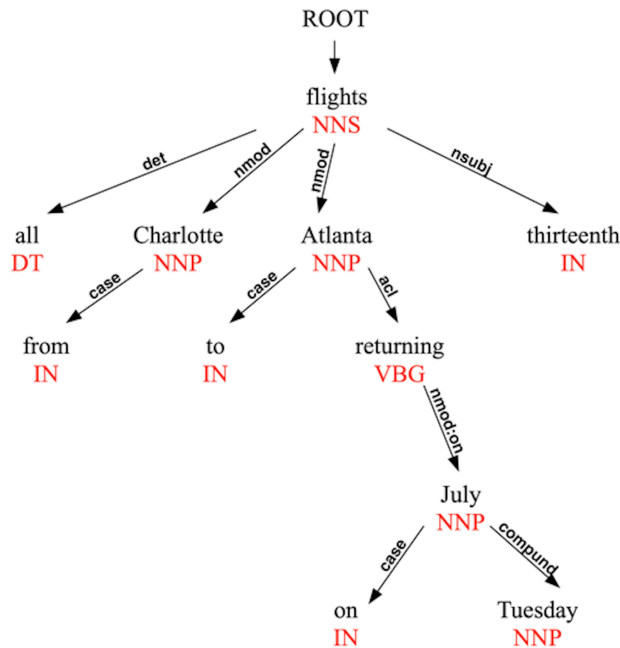 ROOT
flights
NNS
det
nmod
nmod
nsubj
all
DT
Charlotte
NNP
Atlanta
NNP
thirteenth
IN
case
case
acl
from
IN
to
IN
returning
VBG
nmod:on
July
NNP
case
compund
on
IN
Tuesday
NNP